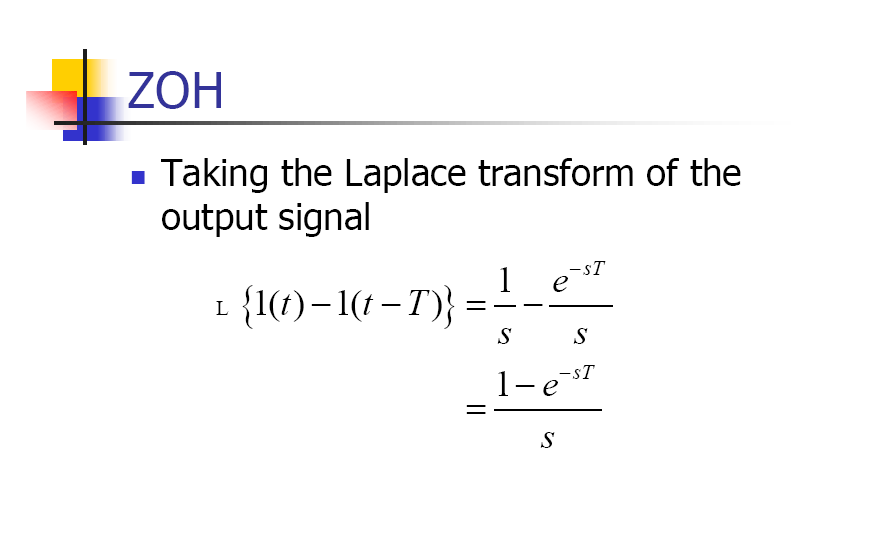 ZOH
Taking the Laplace transform of the
output signal
L {1(t) − 1(t − T)} = 1/s − e^{−sT}/s
= (1 − e^{−sT})/s